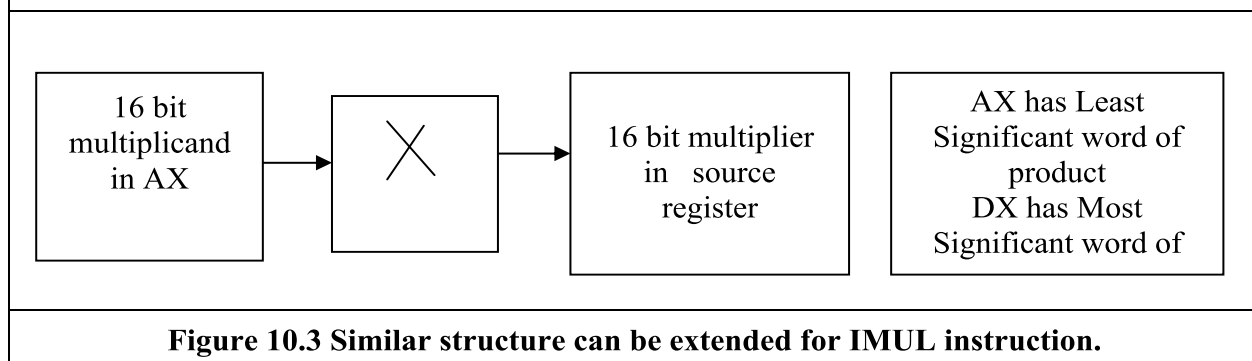 16 bit
multiplicand
in AX
X
16 bit multiplier
in source
register
AX has Least
Significant word of
product
DX has Most
Significant word of
Figure 10.3 Similar structure can be extended for IMUL instruction.